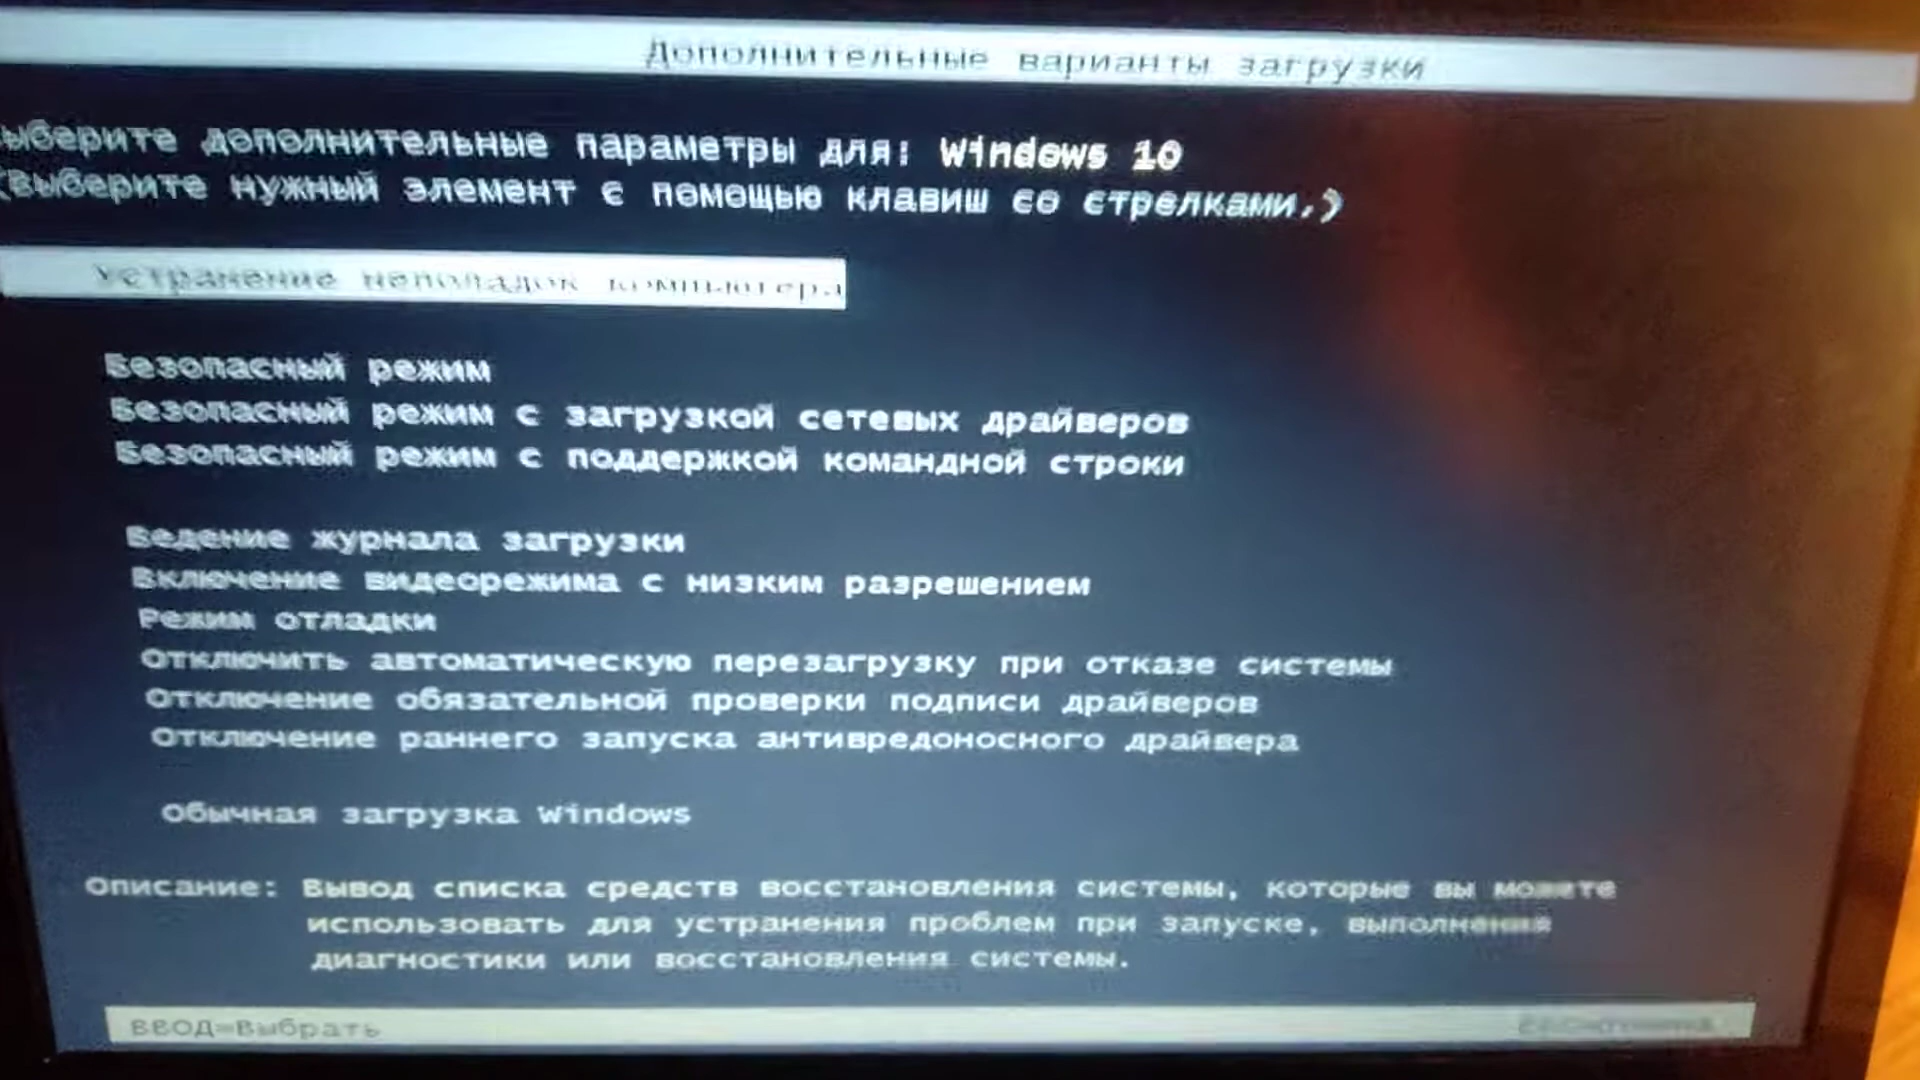 Дополнительные варианты загрузки
ыберите дополнительные параметры для: Windows 10
(Выберите нужный элемент с помощью клавиш со стрелками.)
Устранение неполадок компьютера
Безопасный режим
Безопасный режим с загрузкой сетевых драйверов
Безопасный режим с поддержкой командной строки
Ведение журнала загрузки
Включение видеорежима с низким разрешением
Режим отладки
Отключить автоматическую перезагрузку при отказе системы
Отключение обязательной проверки подписи драйверов
Отключение раннего запуска антивредоносного драйвера
Обычная загрузка Windows
Описание: Вывод списка средств восстановления системы, которые вы можете
использовать для устранения проблем при запуске, выполнения
диагностики или восстановления системы.
ВВОД=Выбрать